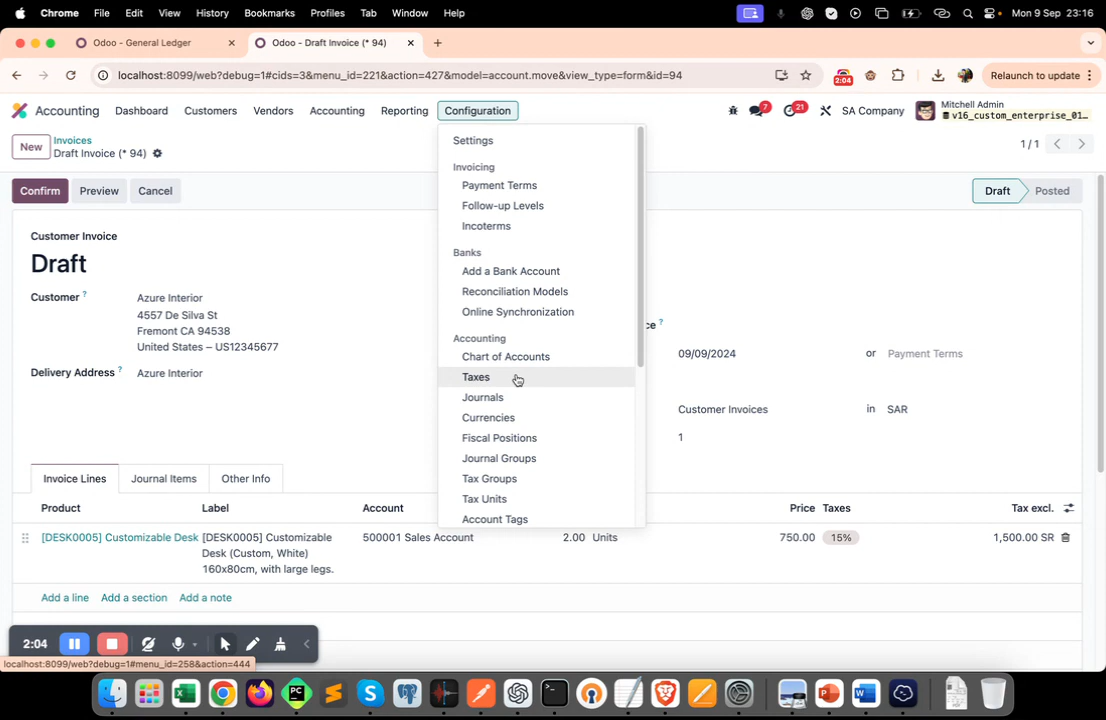 Chrome File Edit View History Bookmarks Profiles Tab Window Help Mon 9 Sep 23:16
Odoo - General Ledger Odoo - Draft Invoice (* 94)
localhost:8099/web?debug=1#cids=3&menu_id=221&action=427&model=account.move&view_type=form&id=94 2:04 Relaunch to update
Accounting Dashboard Customers Vendors Accounting Reporting Configuration 7 21 SA Company Mitchell Admin
v16_custom_enterprise_01...
New Invoices
Draft Invoice (* 94) 1 / 1
Confirm Preview Cancel Draft Posted
Settings
Invoicing
Payment Terms
Follow-up Levels
Incoterms
Banks
Add a Bank Account
Reconciliation Models
Online Synchronization
Accounting
Chart of Accounts
Taxes
Journals
Currencies
Fiscal Positions
Journal Groups
Tax Groups
Tax Units
Account Tags
Customer Invoice
Draft
Customer ? Azure Interior
4557 De Silva St
Fremont CA 94538
United States – US12345677
Delivery Address ? Azure Interior
ce ?
09/09/2024 or Payment Terms
Customer Invoices in SAR
1
Invoice Lines Journal Items Other Info
Product Label Account Price Taxes Tax excl.
[DESK0005] Customizable Desk [DESK0005] Customizable 500001 Sales Account 2.00 Units 750.00 15% 1,500.00 SR
Desk (Custom, White)
160x80cm, with large legs.
Add a line Add a section Add a note
2:04
localhost:8099/web?debug=1#menu_id=258&action=444